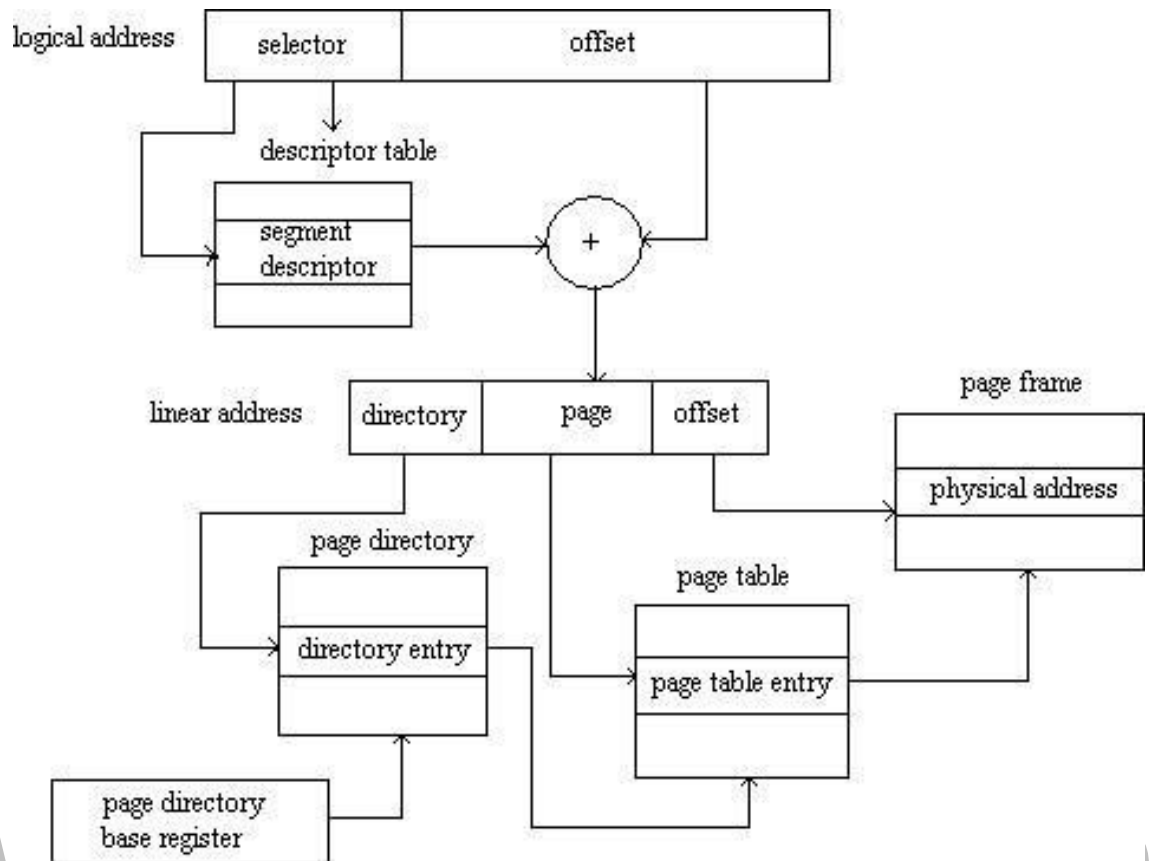 logical address
selector
offset
descriptor table
segment
descriptor
+
linear address
directory
page
offset
page frame
physical address
page directory
directory entry
page table
page table entry
page directory
base register